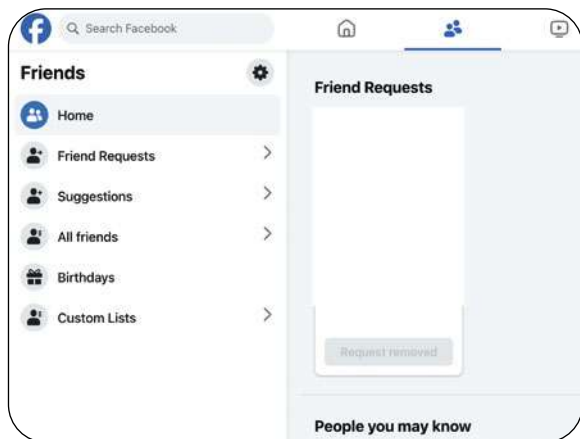 Search Facebook
Friends
Home
Friend Requests
Suggestions
All friends
Birthdays
Custom Lists
Friend Requests
Request removed
People you may know